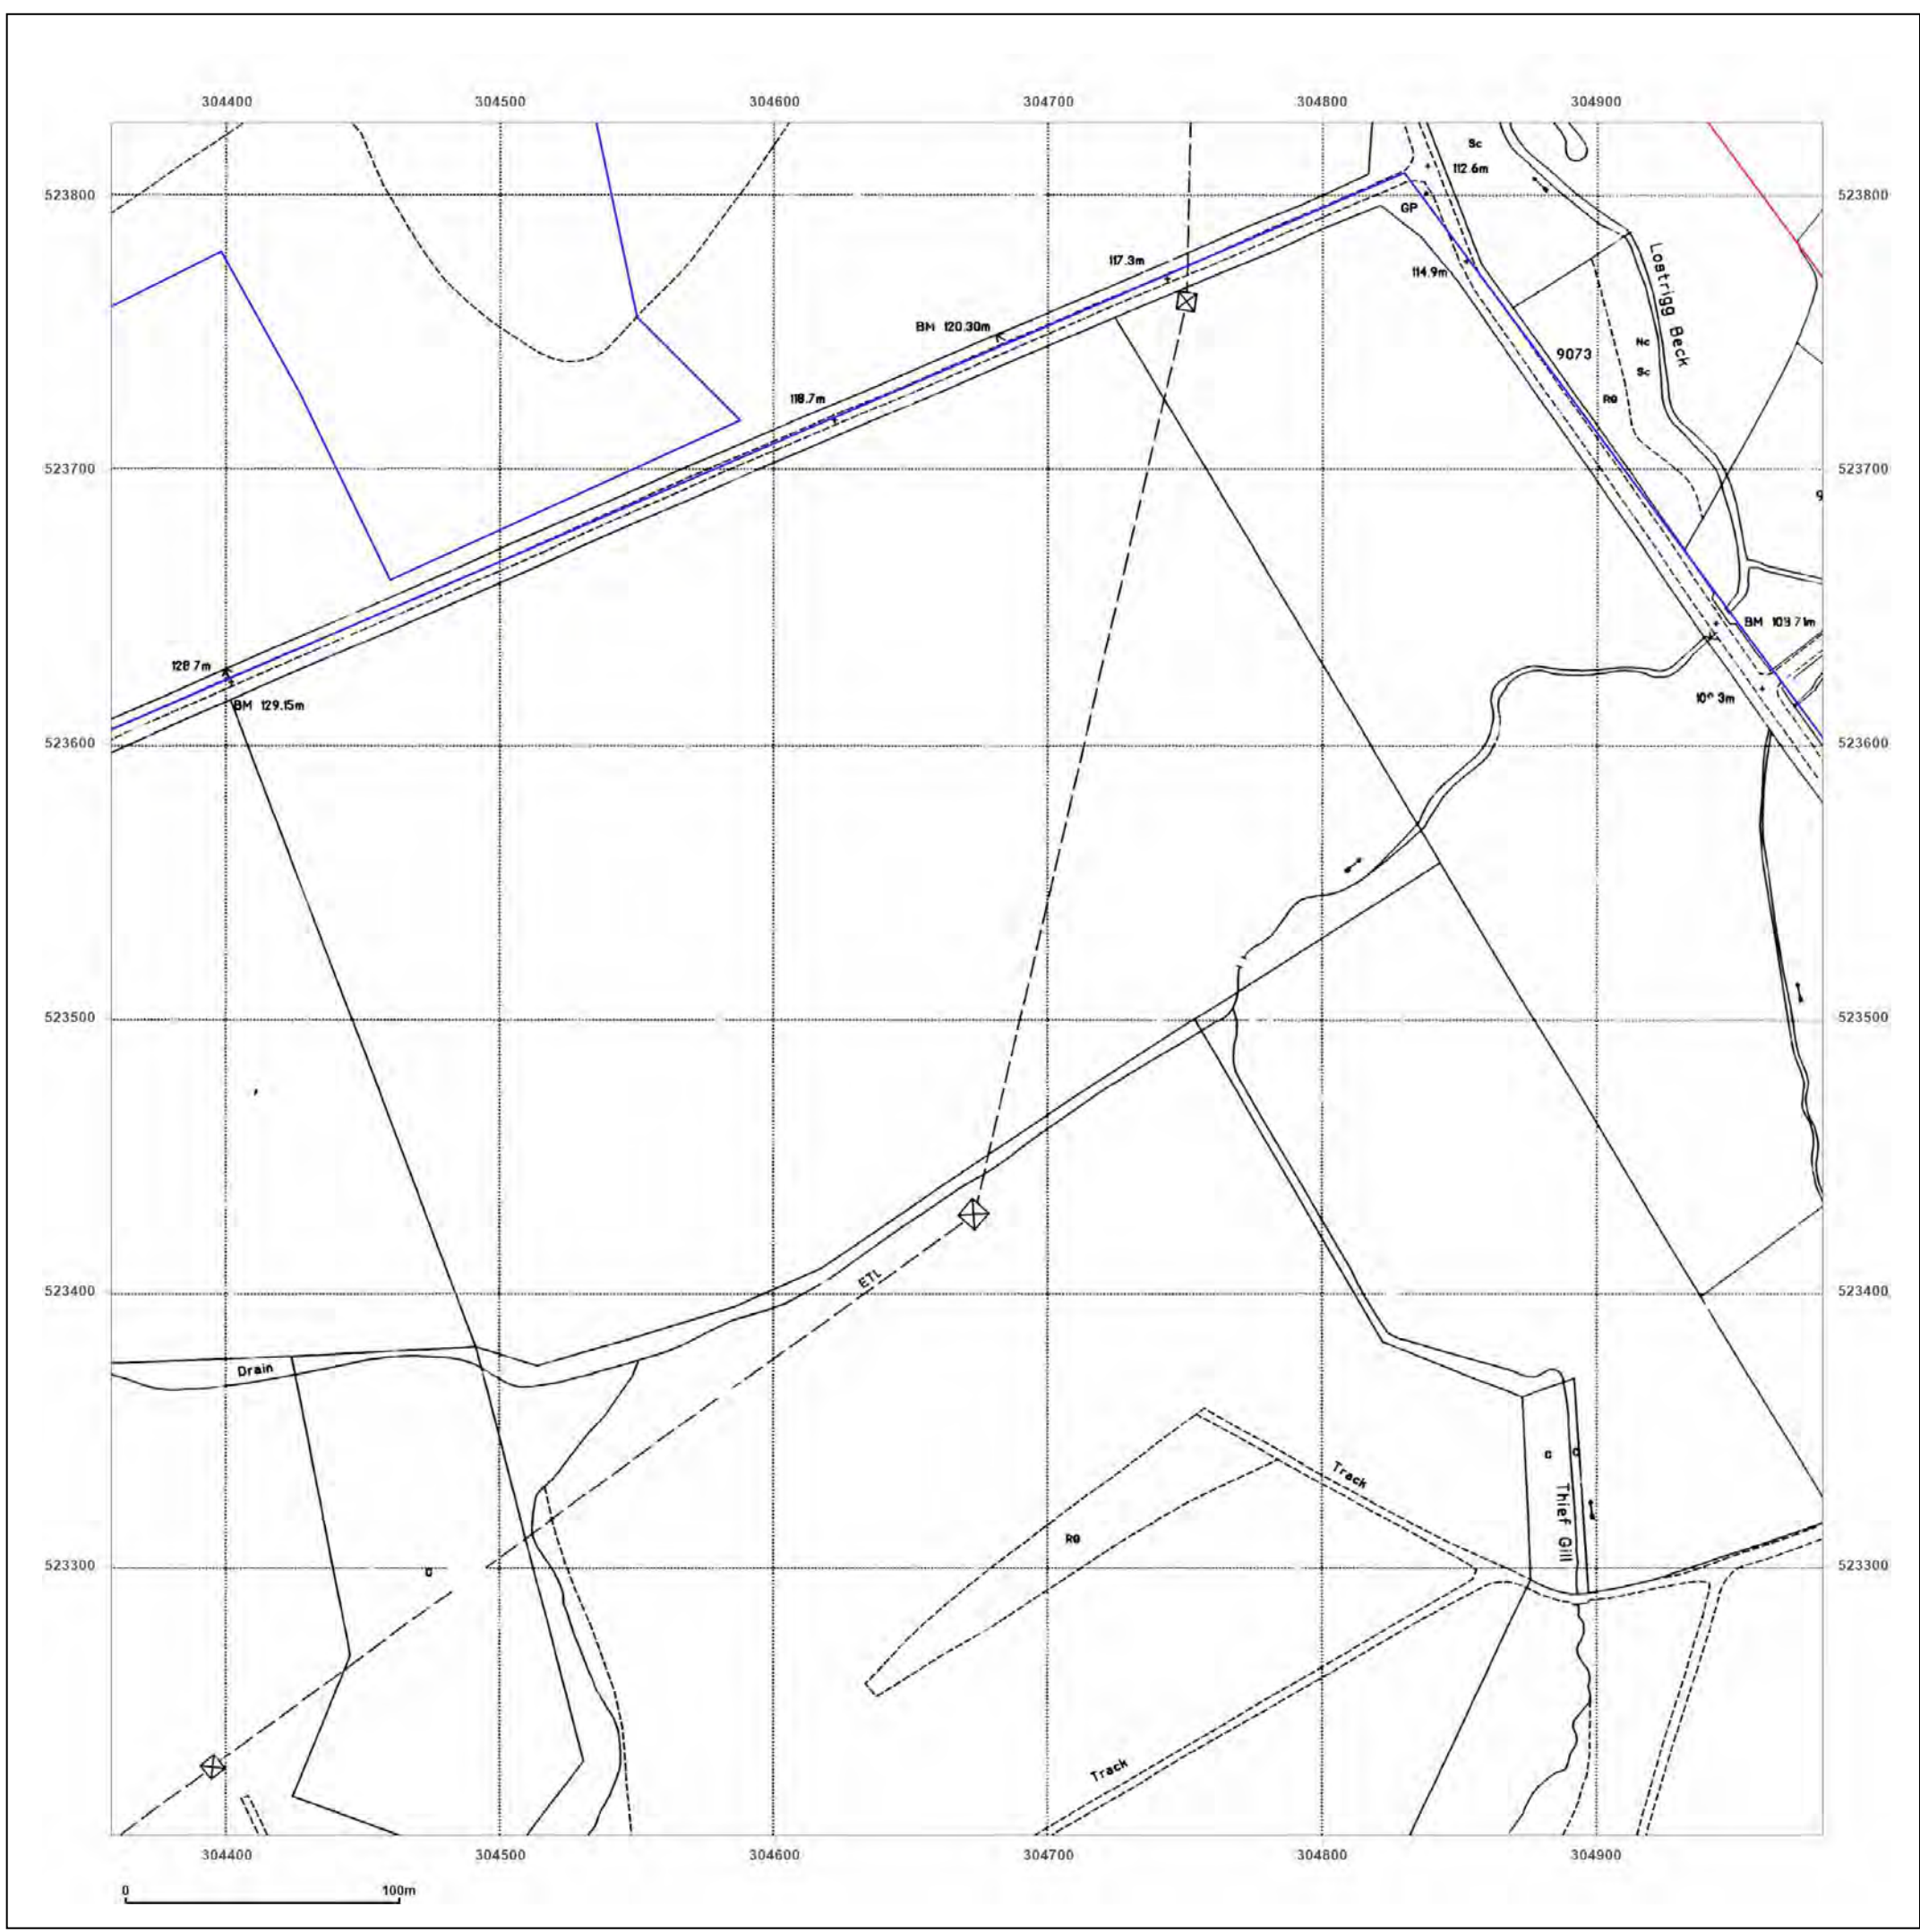 304400 304500 304600 304700 304800 304900
Sc
112.6m
523800 523800
GP
Lostrigg Beck
117.3m
114.9m
BM 120.30m
Nc
9073
Sc
118.7m
RG
523700 523700
9
BM 109.71m
128.7m
BM 129.15m
523600 523600
523500 523500
ETL
523400 523400
Drain
Track
G
Thief Gill
RG
523300 523300
G
Track
304400 304500 304600 304700 304800 304900
0 100m